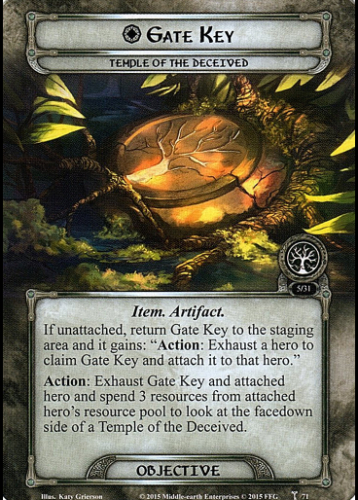 Gate Key
Temple of the Deceived
5/31
Item. Artifact.
If unattached, return Gate Key to the staging
area and it gains: “Action: Exhaust a hero to
claim Gate Key and attach it to that hero.”
Action: Exhaust Gate Key and attached
hero and spend 3 resources from attached
hero’s resource pool to look at the facedown
side of a Temple of the Deceived.
Objective
Illus. Katy Grierson © 2015 Middle-earth Enterprises © 2015 FFG 71